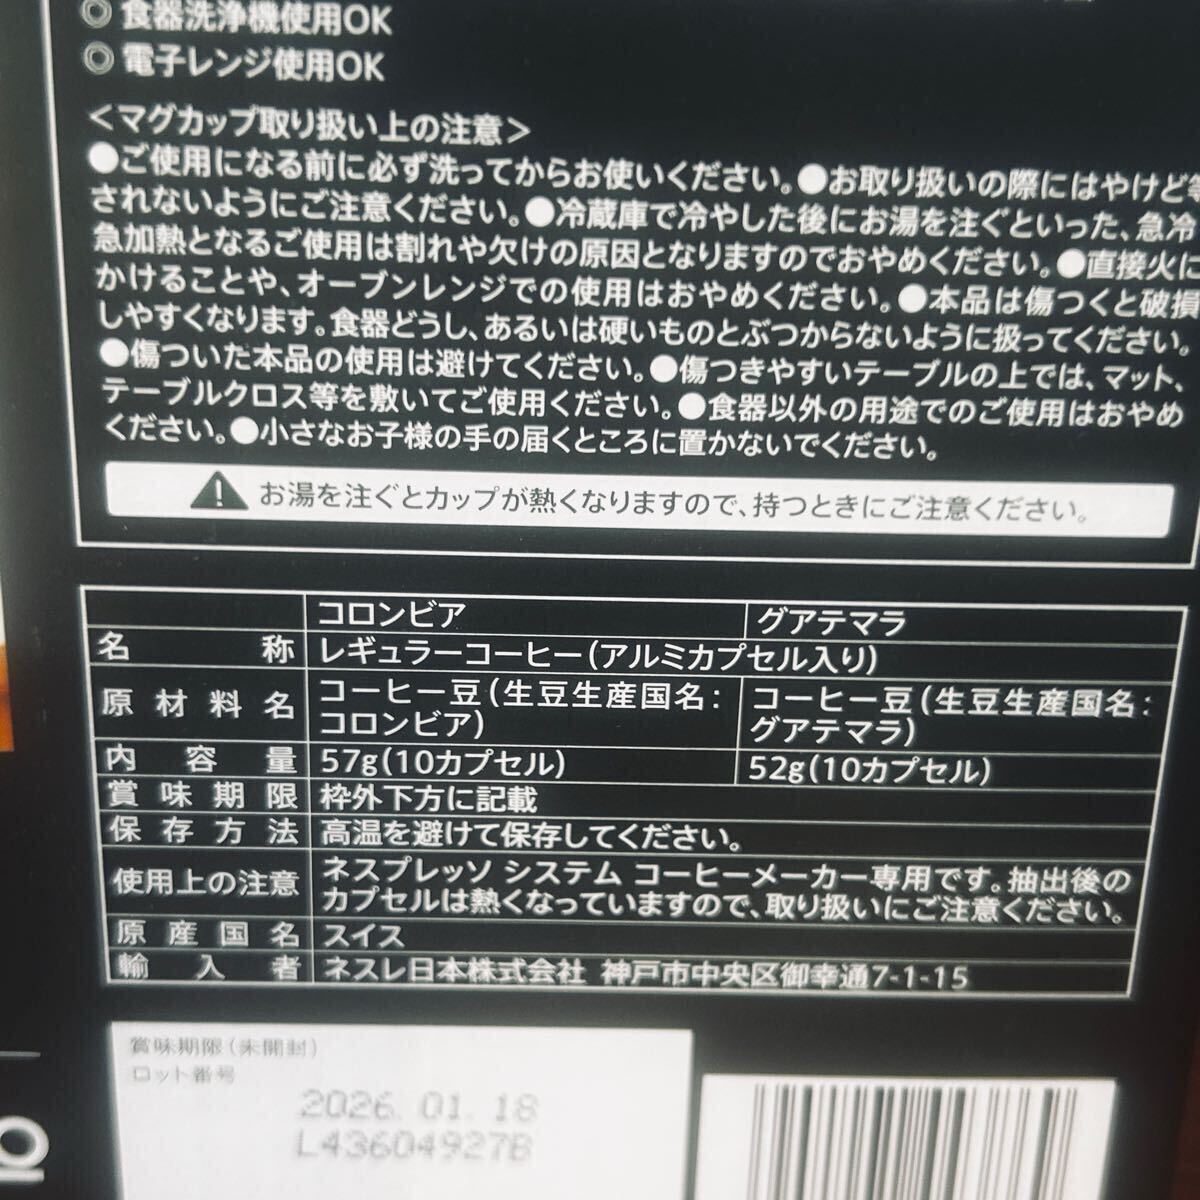 ◎ 食器洗浄機使用OK
◎ 電子レンジ使用OK
＜マグカップ取り扱い上の注意＞
●ご使用になる前に必ず洗ってからお使いください。●お取り扱いの際にはやけど等
されないようにご注意ください。●冷蔵庫で冷やした後にお湯を注ぐといった、急冷
急加熱となるご使用は割れや欠けの原因となりますのでおやめください。●直接火に
かけることや、オーブンレンジでの使用はおやめください。●本品は傷つくと破損
しやすくなります。食器どうし、あるいは硬いものとぶつからないように扱ってください。
●傷ついた本品の使用は避けてください。●傷つきやすいテーブルの上では、マット、
テーブルクロス等を敷いてご使用ください。●食器以外の用途でのご使用はおやめ
ください。●小さなお子様の手の届くところに置かないでください。
お湯を注ぐとカップが熱くなりますので、持つときにご注意ください。
コロンビア グアテマラ
名称 レギュラーコーヒー(アルミカプセル入り)
原材料名 コーヒー豆(生豆生産国名:コロンビア) コーヒー豆(生豆生産国名:グアテマラ)
内容量 57g(10カプセル) 52g(10カプセル)
賞味期限 枠外下方に記載
保存方法 高温を避けて保存してください。
使用上の注意 ネスプレッソ システム コーヒーメーカー専用です。抽出後の
カプセルは熱くなっていますので、取り扱いにご注意ください。
原産国名 スイス
輸入者 ネスレ日本株式会社 神戸市中央区御幸通7-1-15
賞味期限(未開封)
ロット番号
2026.01.18
L43604927B